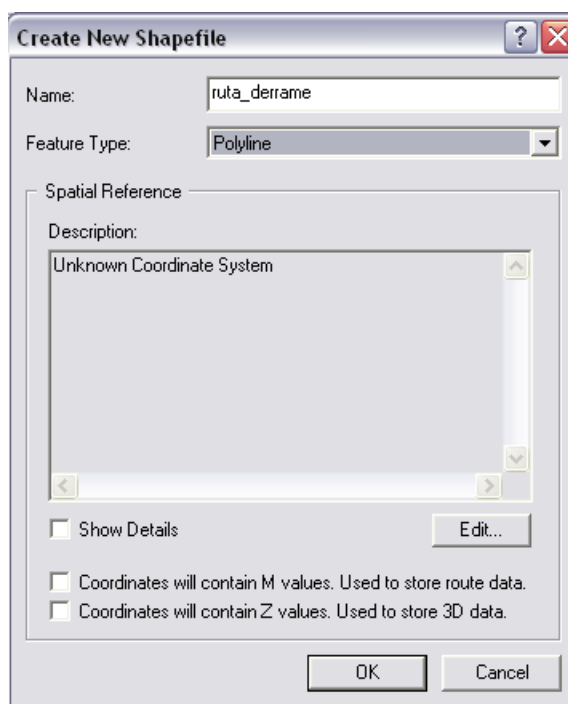 Create New Shapefile
Name: ruta_derrame
Feature Type: Polyline
Spatial Reference
Description:
Unknown Coordinate System
Show Details
Edit...
Coordinates will contain M values. Used to store route data.
Coordinates will contain Z values. Used to store 3D data.
OK Cancel